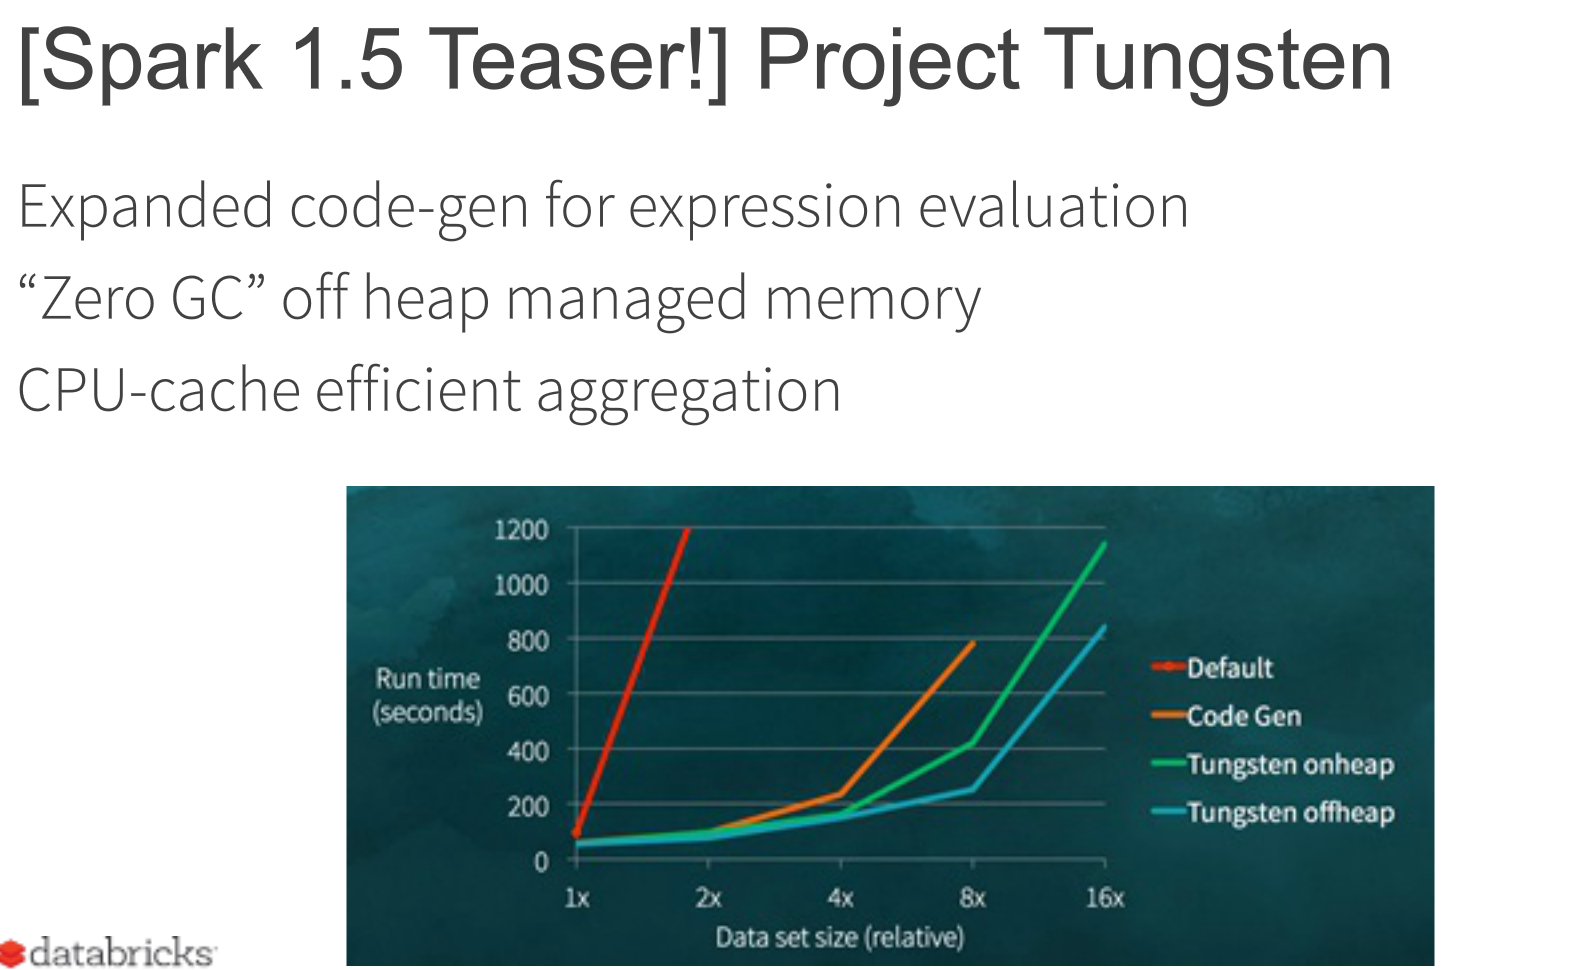 [Spark 1.5 Teaser!] Project Tungsten
Expanded code-gen for expression evaluation
“Zero GC” off heap managed memory
CPU-cache efficient aggregation
1200
1000
800
600
400
200
0
Run time
(seconds)
1x 2x 4x 8x 16x
Data set size (relative)
Default
Code Gen
Tungsten onheap
Tungsten offheap
databricks